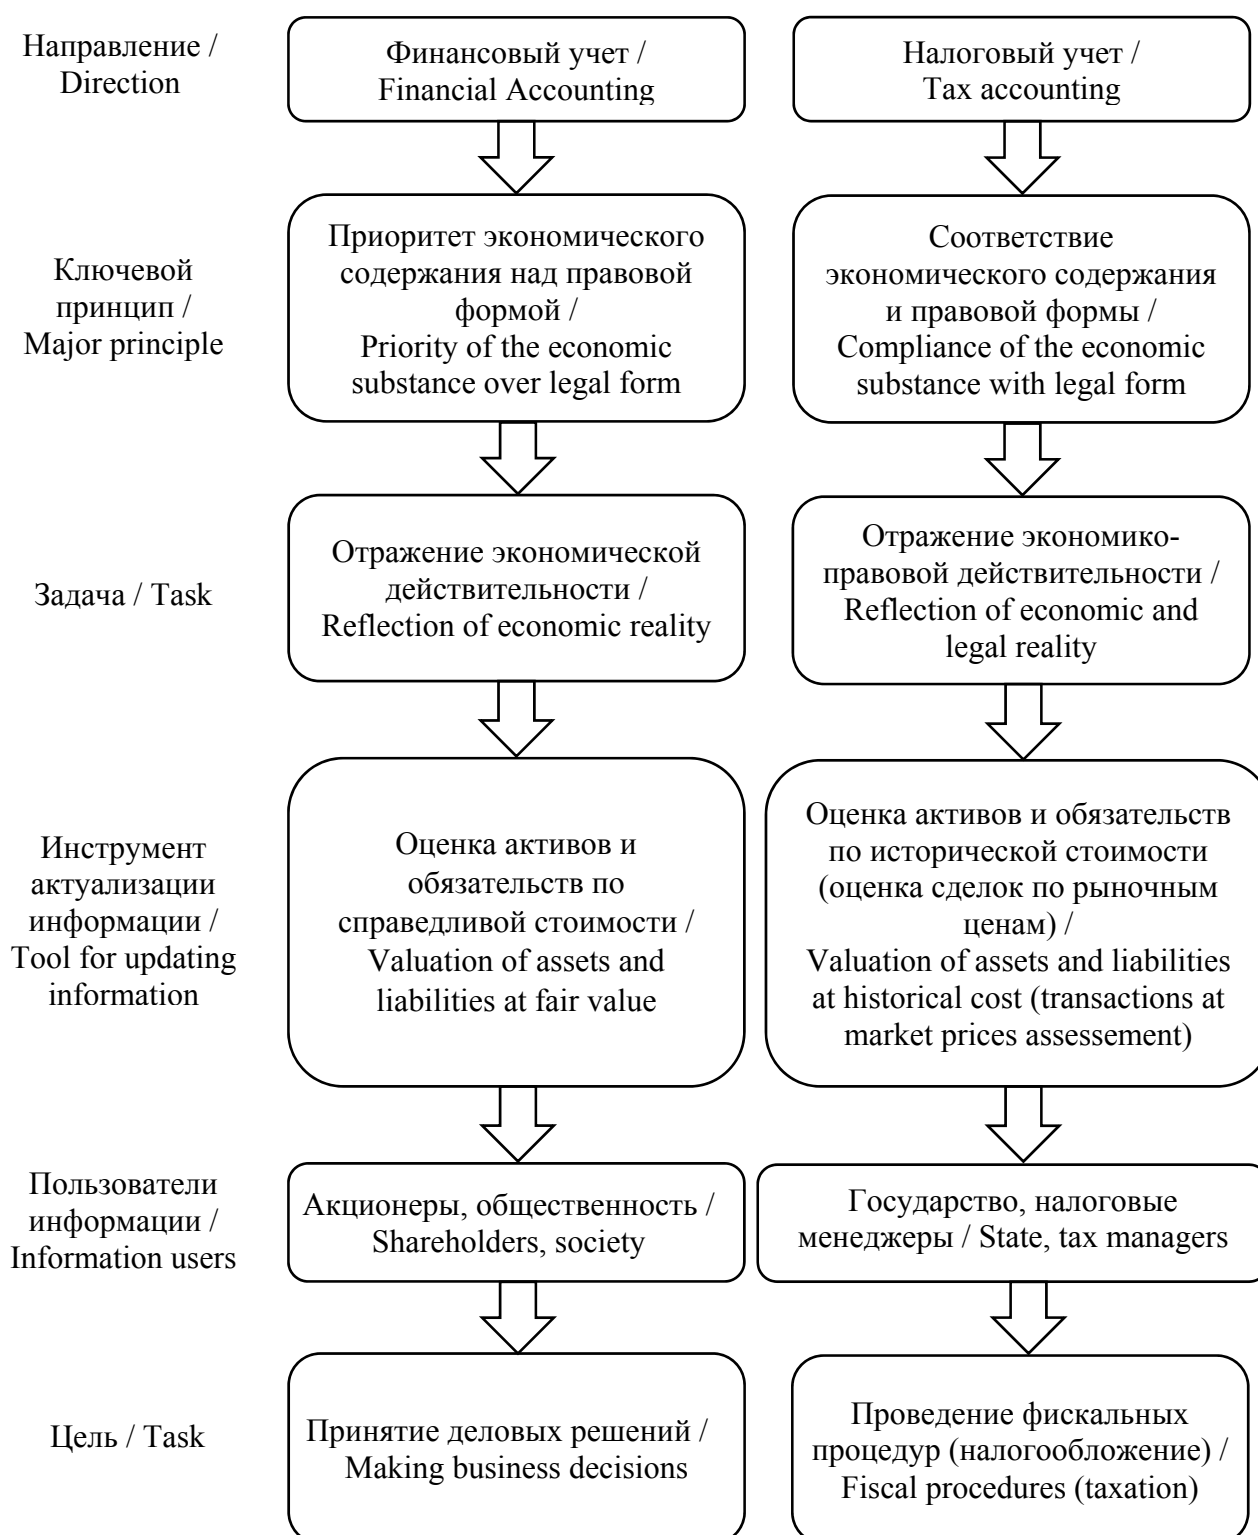 Направление /
Direction
Финансовый учет /
Financial Accounting
Налоговый учет /
Tax accounting
Ключевой
принцип /
Major principle
Приоритет экономического
содержания над правовой
формой /
Priority of the economic
substance over legal form
Соответствие
экономического содержания
и правовой формы /
Compliance of the economic
substance with legal form
Задача / Task
Отражение экономической
действительности /
Reflection of economic reality
Отражение экономико-
правовой действительности /
Reflection of economic and
legal reality
Инструмент
актуализации
информации /
Tool for updating
information
Оценка активов и
обязательств по
справедливой стоимости /
Valuation of assets and
liabilities at fair value
Оценка активов и обязательств
по исторической стоимости
(оценка сделок по рыночным
ценам) /
Valuation of assets and liabilities
at historical cost (transactions at
market prices assessement)
Пользователи
информации /
Information users
Акционеры, общественность /
Shareholders, society
Государство, налоговые
менеджеры / State, tax managers
Цель / Task
Принятие деловых решений /
Making business decisions
Проведение фискальных
процедур (налогообложение) /
Fiscal procedures (taxation)